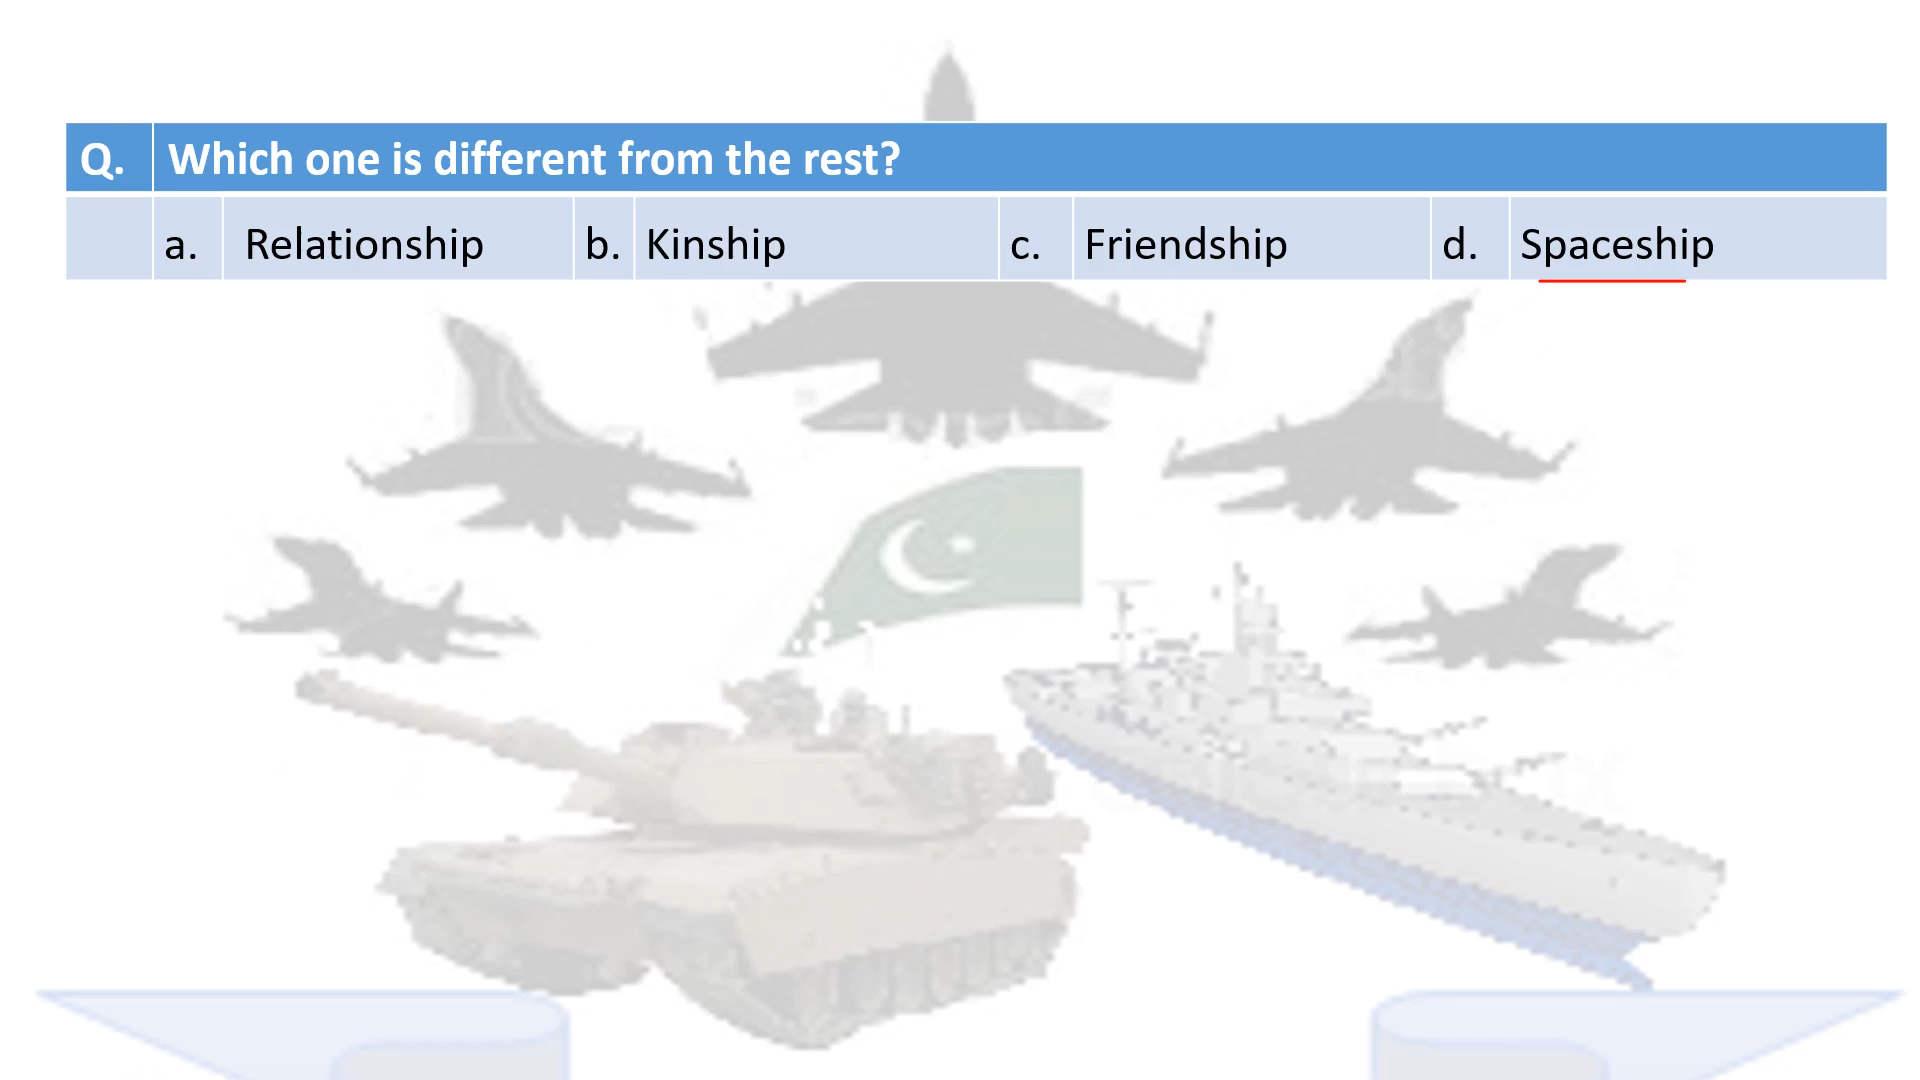 Q. Which one is different from the rest?
a. Relationship b. Kinship c. Friendship d. Spaceship